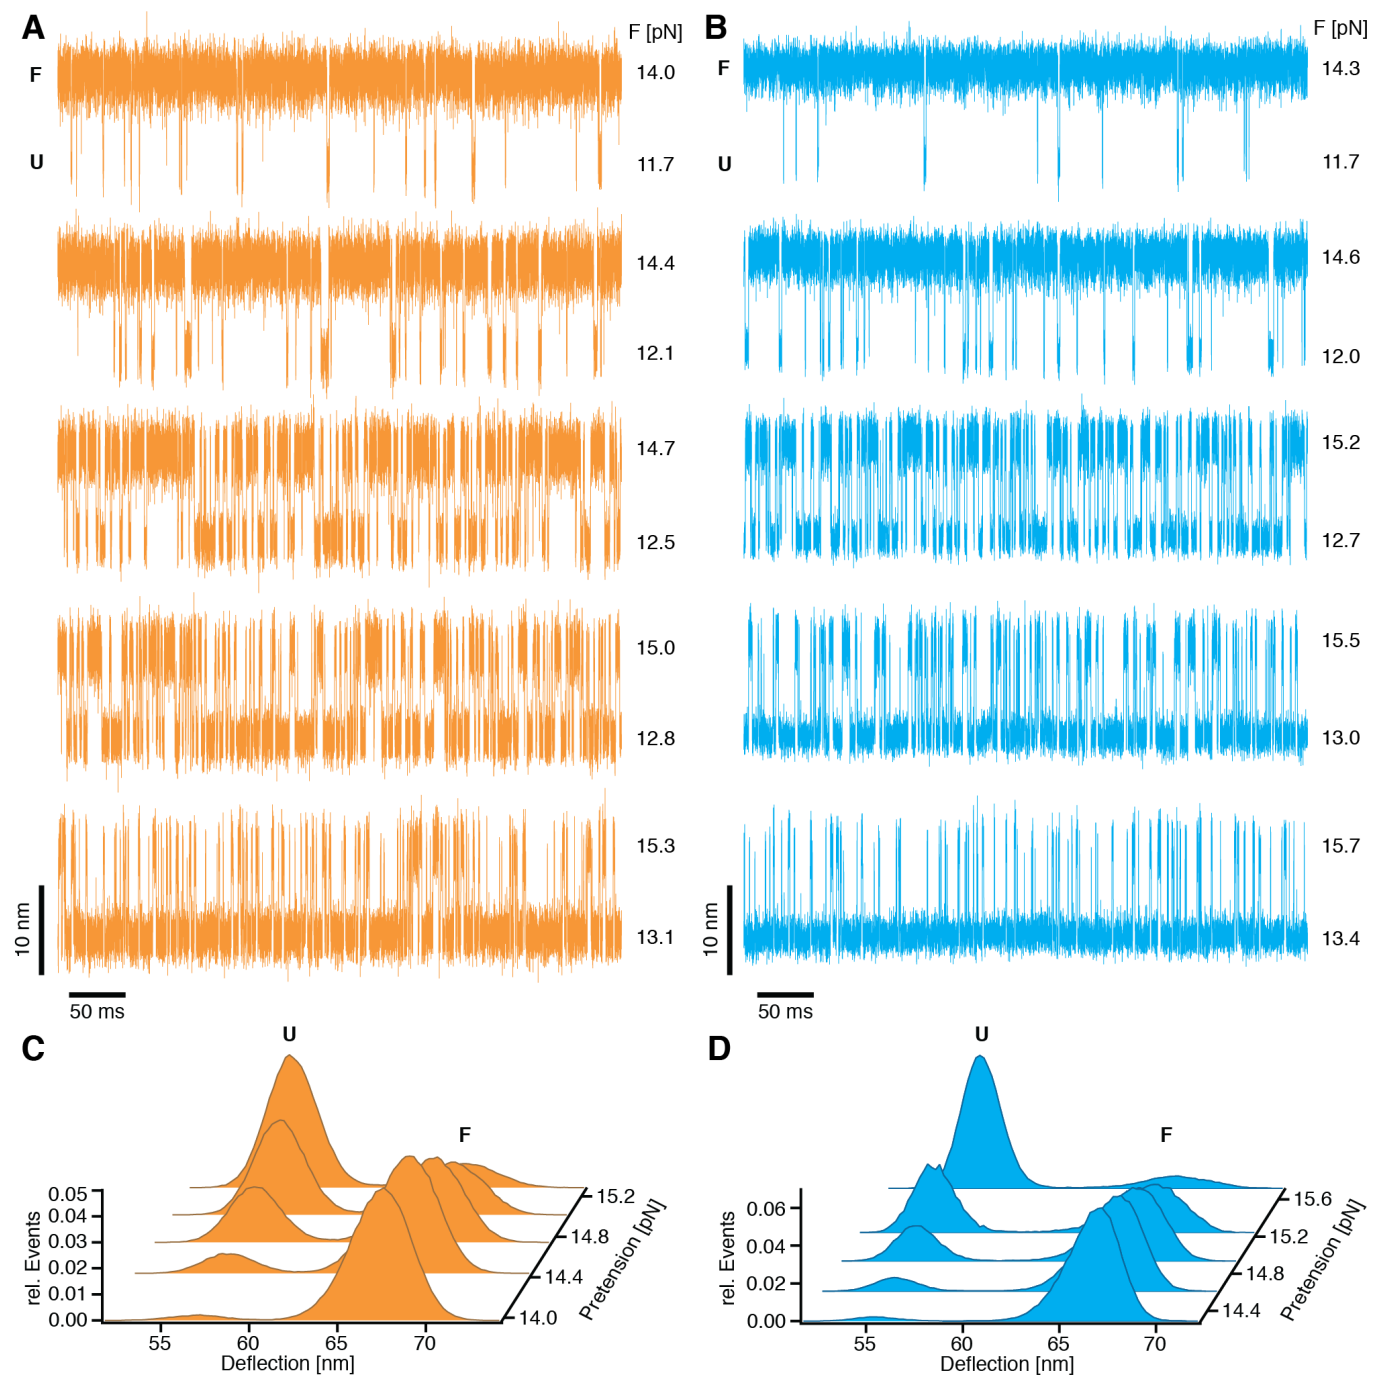 A
F [pN]
F
14.0
U
11.7
14.4
12.1
14.7
12.5
15.0
12.8
15.3
13.1
10 nm
50 ms
B
F [pN]
F
14.3
U
11.7
14.6
12.0
15.2
12.7
15.5
13.0
15.7
13.4
10 nm
50 ms
C
U
F
0.05
0.04
0.03
0.02
0.01
0.00
rel. Events
55
60
65
70
Deflection [nm]
15.2
14.8
14.4
14.0
Pretension [pN]
D
U
F
0.06
0.04
0.02
0.00
rel. Events
55
60
65
70
Deflection [nm]
15.6
15.2
14.8
14.4
Pretension [pN]